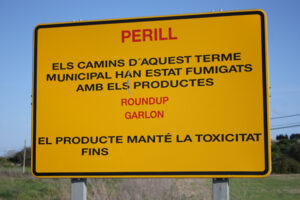 PERILL
ELS CAMINS D'AQUEST TERME
MUNICIPAL HAN ESTAT FUMIGATS
AMB ELS PRODUCTES
ROUNDUP
GARLON
EL PRODUCTE MANTÉ LA TOXICITAT
FINS